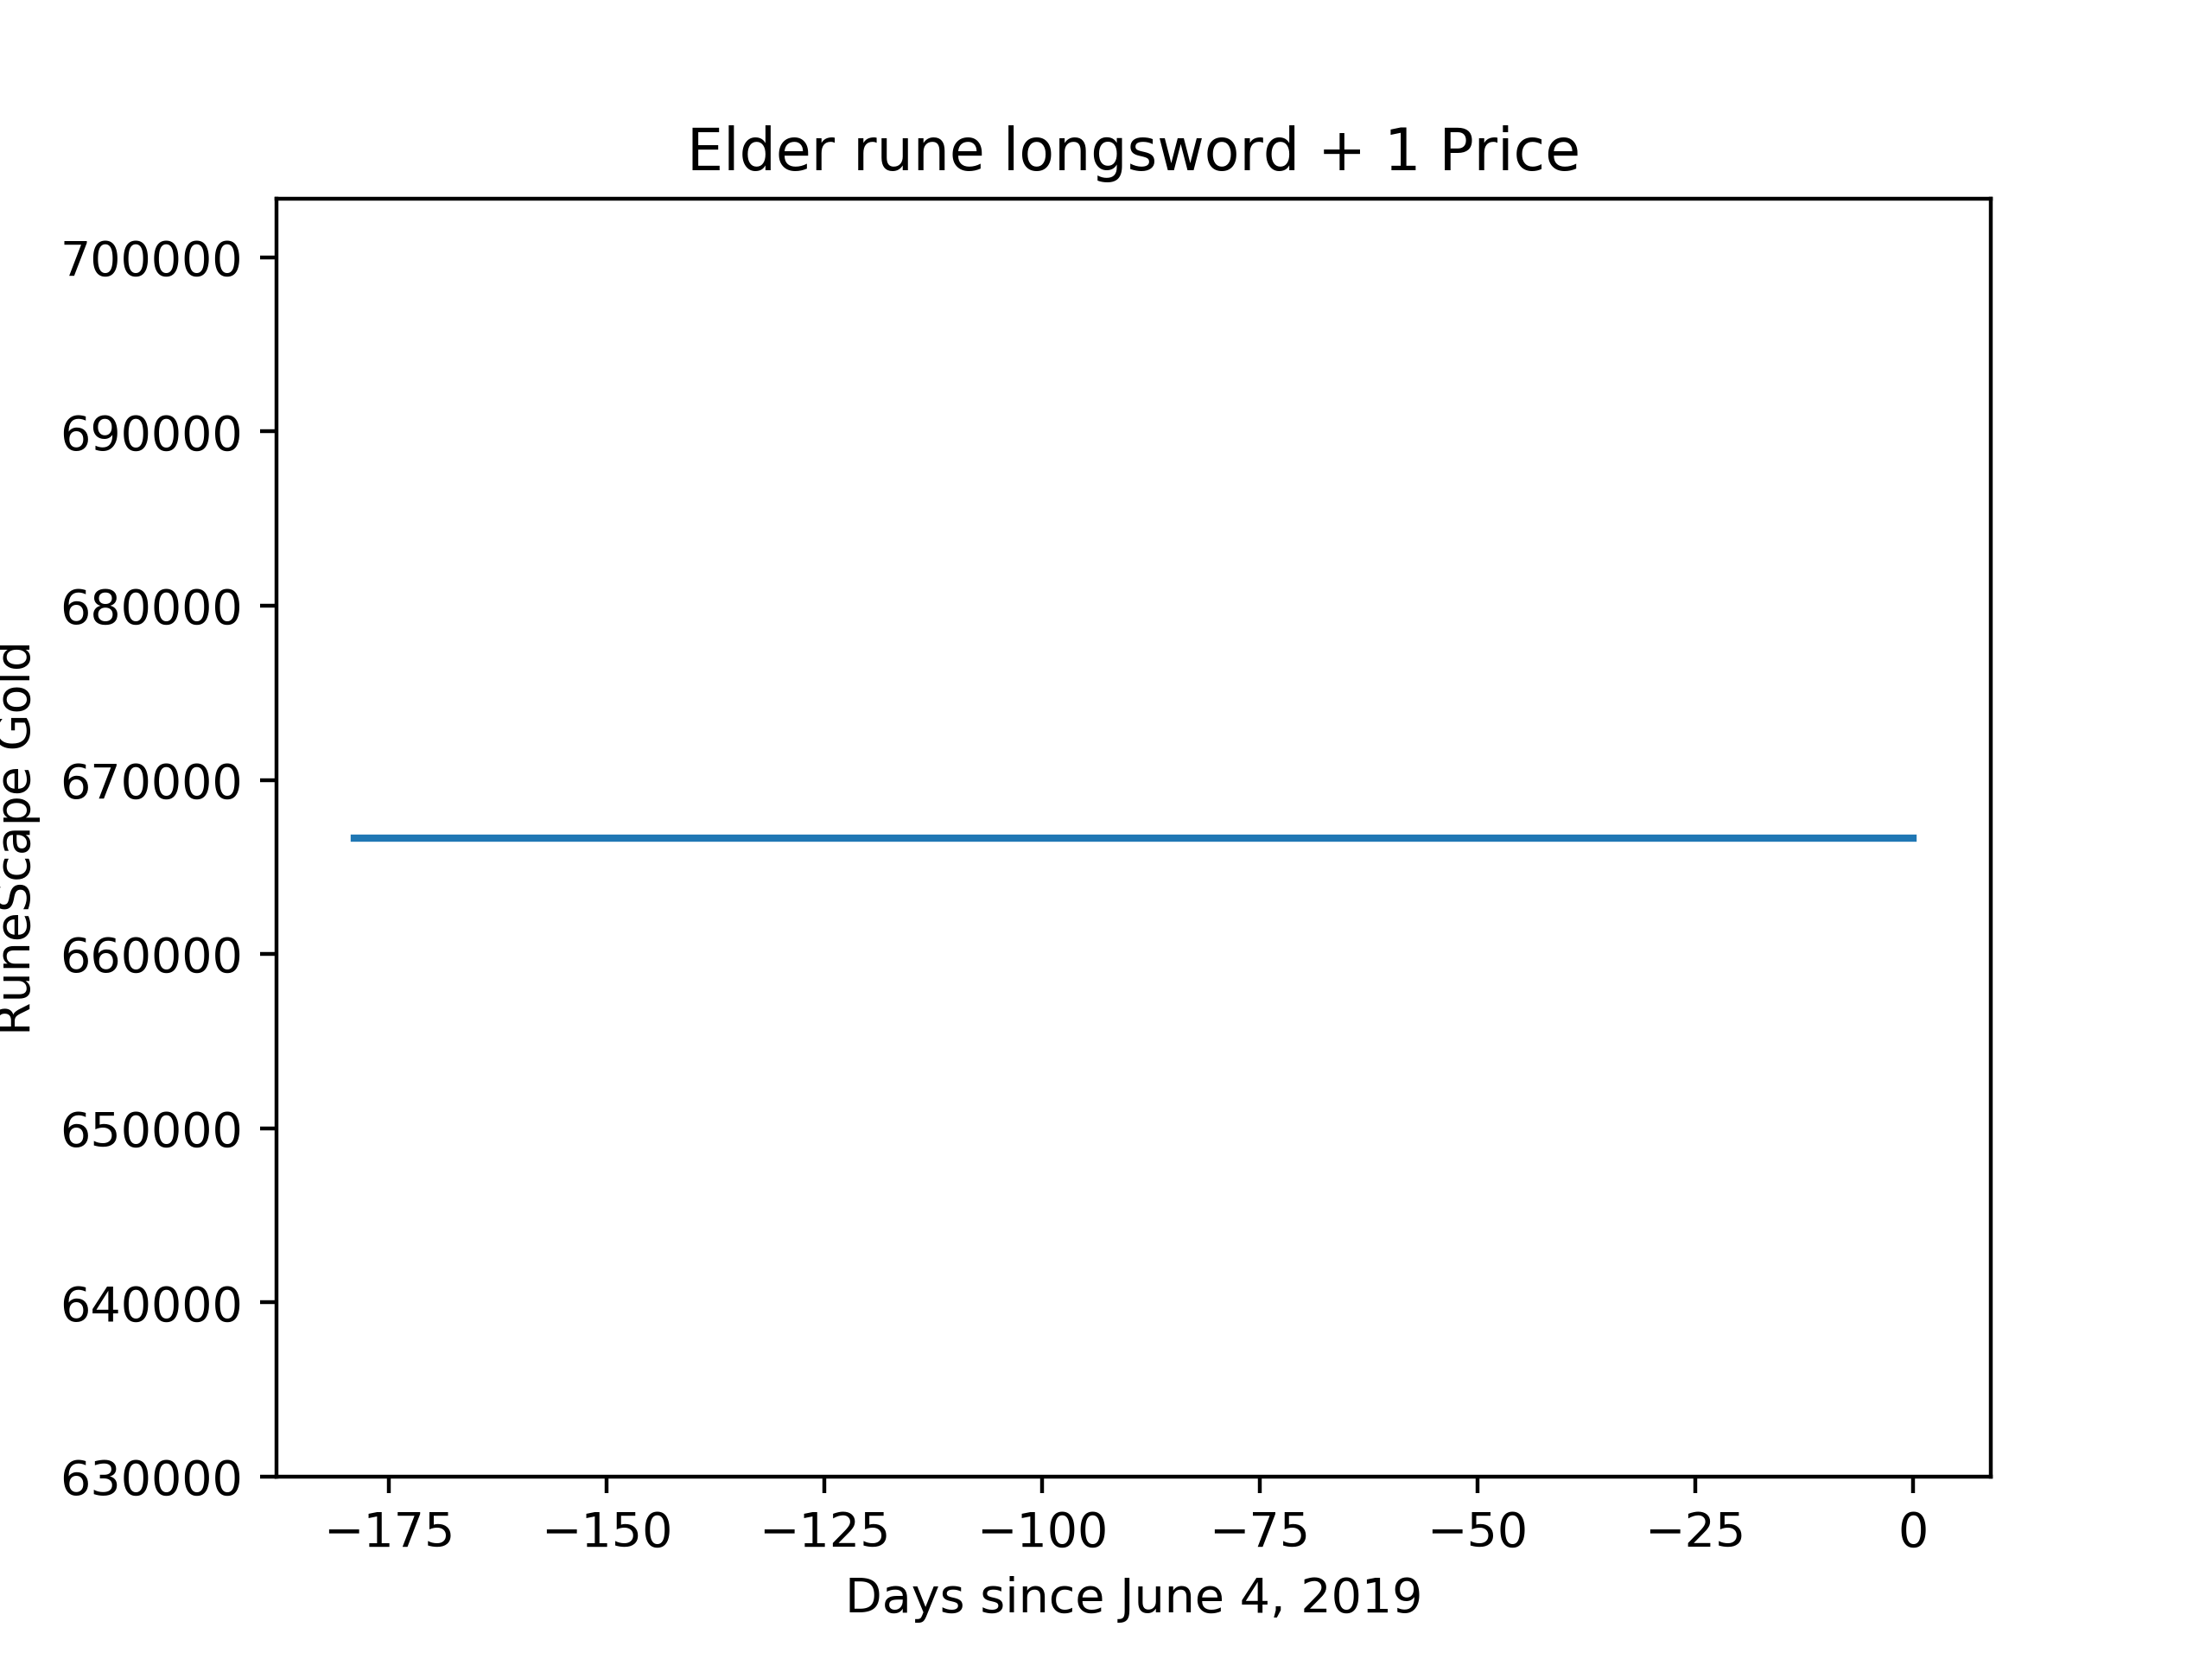 Elder rune longsword + 1 Price
700000
690000
680000
670000
660000
650000
640000
630000
RuneScape Gold
−175 −150 −125 −100 −75 −50 −25 0
Days since June 4, 2019